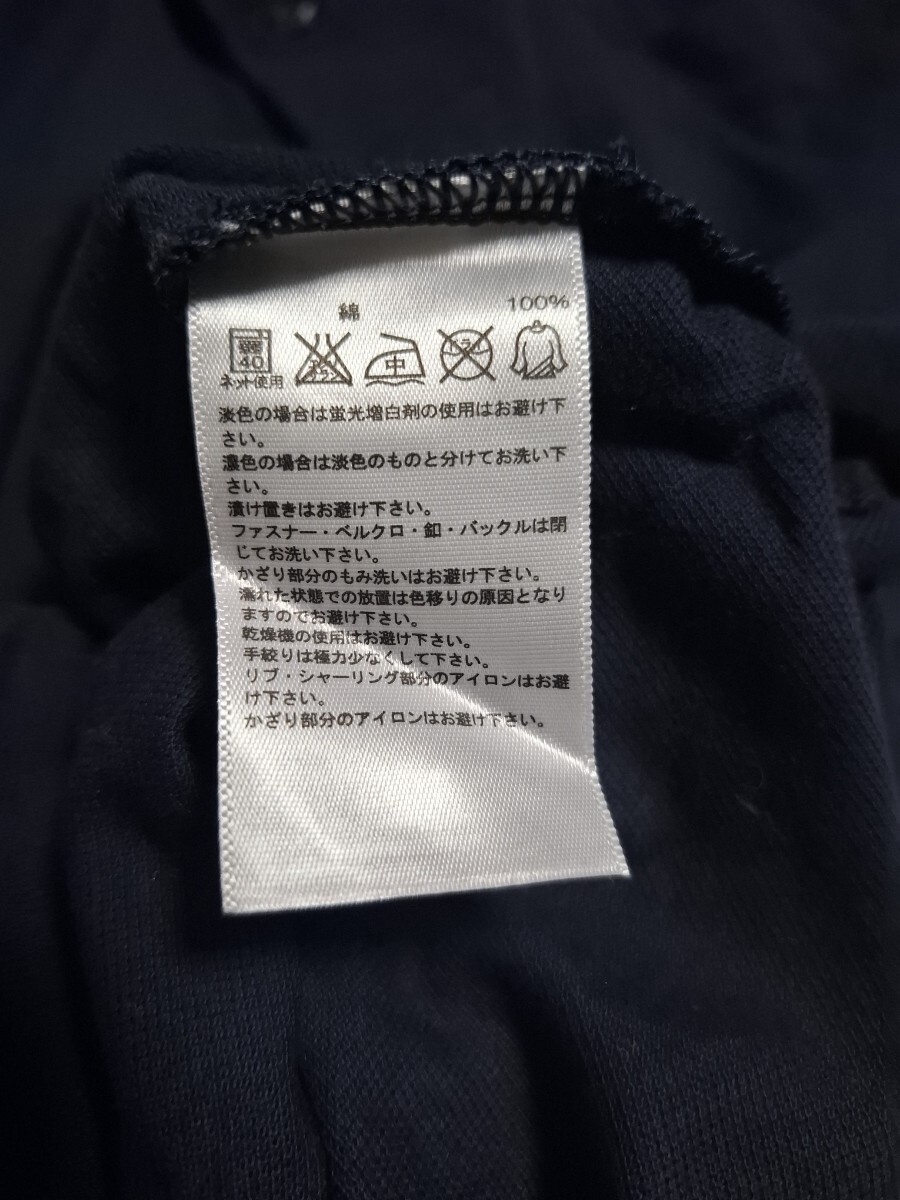 綿 100%
40 中
ネット使用
淡色の場合は蛍光増白剤の使用はお避け下
さい。
濃色の場合は淡色のものと分けてお洗い下
さい。
漬け置きはお避け下さい。
ファスナー・ベルクロ・釦・バックルは閉
じてお洗い下さい。
かざり部分のもみ洗いはお避け下さい。
濡れた状態での放置は色移りの原因となり
ますのでお避け下さい。
乾燥機の使用はお避け下さい。
手絞りは極力少なくして下さい。
リブ・シャーリング部分のアイロンはお避
け下さい。
かざり部分のアイロンはお避け下さい。